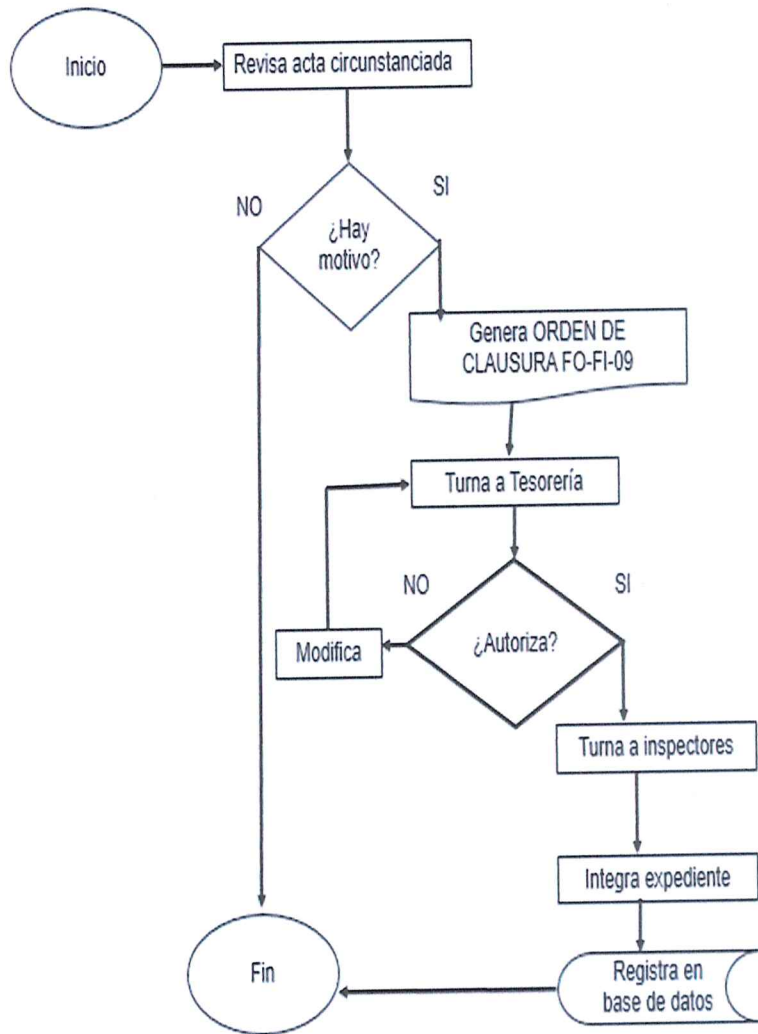 Inicio
Revisa acta circunstanciada
NO
SI
¿Hay
motivo?
Genera ORDEN DE
CLAUSURA FO-FI-09
Turna a Tesorería
NO
SI
Modifica
¿Autoriza?
Turna a inspectores
Integra expediente
Fin
Registra en
base de datos